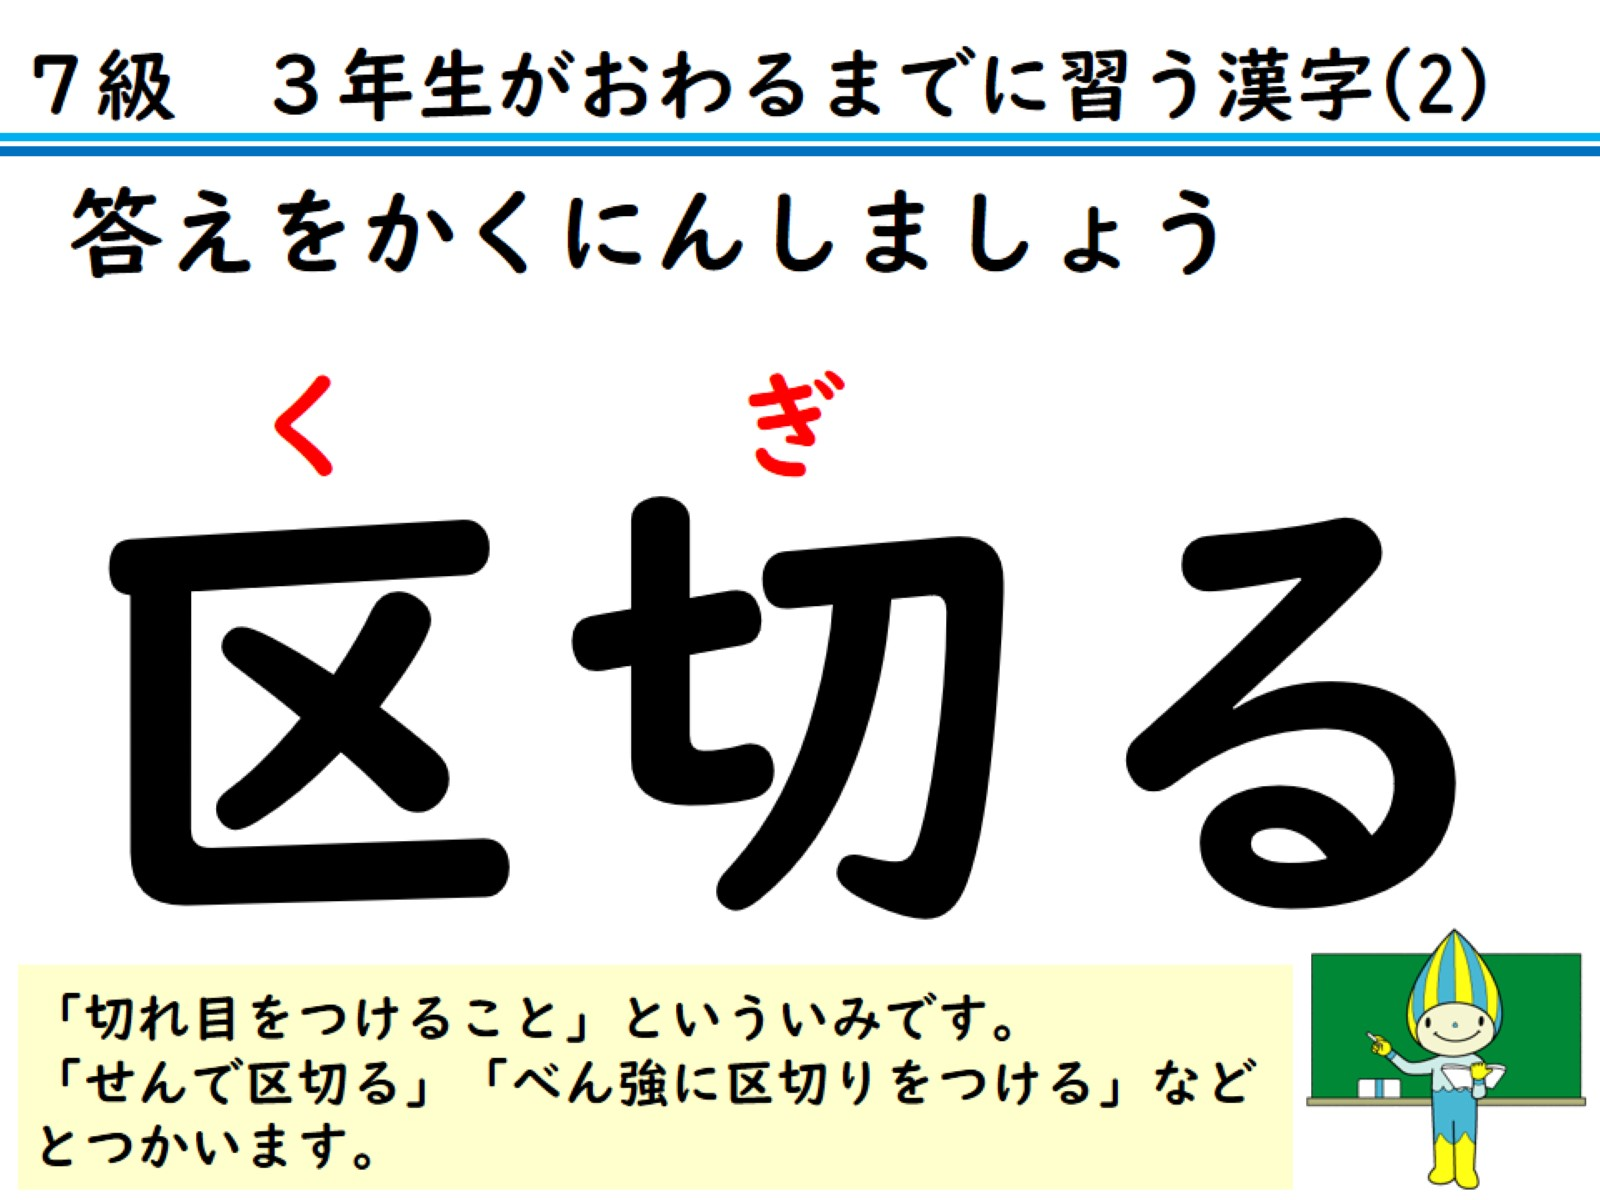 ７級　３年生がおわるまでに習う漢字(2)
答えをかくにんしましょう
く　ぎ
区切る
「切れ目をつけること」といういみです。
「せんで区切る」「べん強に区切りをつける」など
とつかいます。